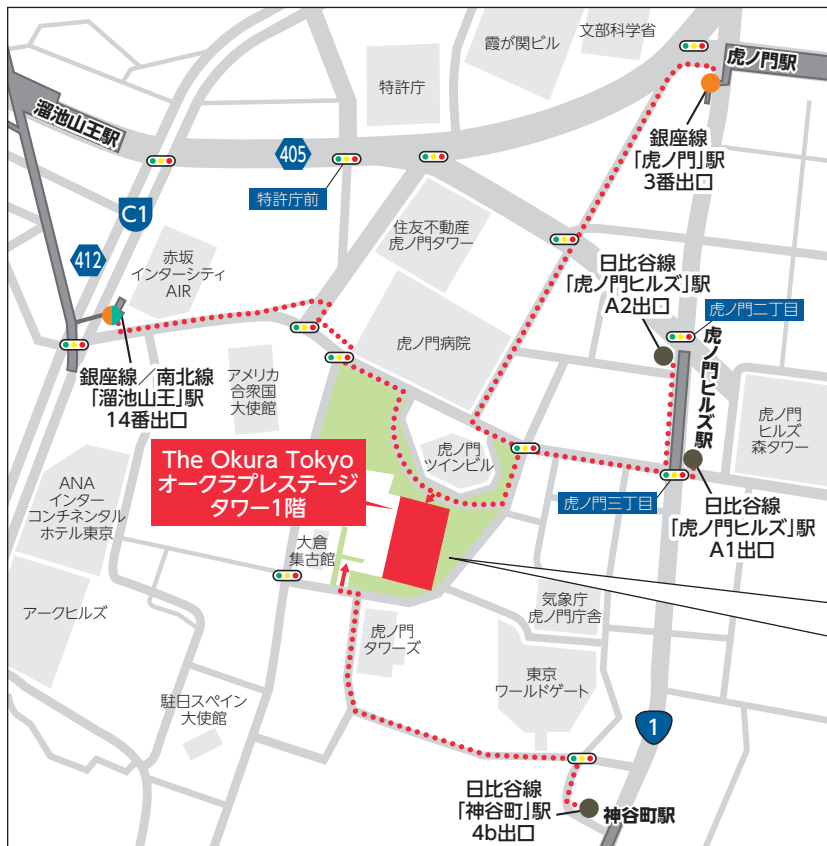 文部科学省
霞が関ビル
虎ノ門駅
特許庁
溜池山王駅
405
銀座線
「虎ノ門」駅
3番出口
特許庁前
C1
住友不動産
虎ノ門タワー
412
赤坂
インターシティ
AIR
日比谷線
「虎ノ門ヒルズ」駅
A2出口
虎ノ門二丁目
虎ノ門病院
虎ノ門ヒルズ駅
銀座線/南北線
「溜池山王」駅
14番出口
アメリカ
合衆国
大使館
虎ノ門
ヒルズ
森タワー
虎ノ門
ツインビル
The Okura Tokyo
オークラプレステージ
タワー1階
ANA
インター
コンチネンタル
ホテル東京
虎ノ門三丁目
日比谷線
「虎ノ門ヒルズ」駅
A1出口
大倉
集古館
アークヒルズ
気象庁
虎ノ門庁舎
虎ノ門
タワーズ
東京
ワールドゲート
駐日スペイン
大使館
1
日比谷線
「神谷町」駅
4b出口
神谷町駅